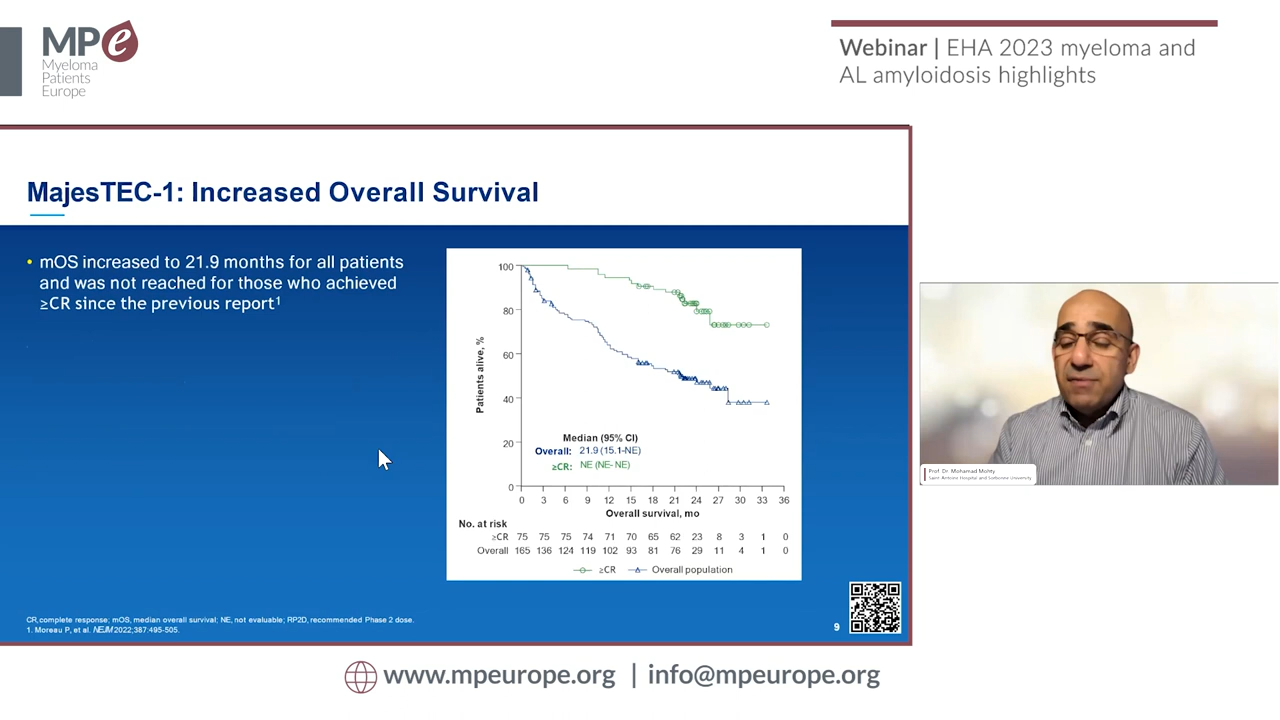 MPe
Myeloma
Patients
Europe
Webinar | EHA 2023 myeloma and
AL amyloidosis highlights
MajesTEC-1: Increased Overall Survival
• mOS increased to 21.9 months for all patients
and was not reached for those who achieved
≥CR since the previous report¹
Patients alive, %
100
80
60
40
20
0
Median (95% CI)
Overall: 21.9 (15.1-NE)
≥CR: NE (NE- NE)
0 3 6 9 12 15 18 21 24 27 30 33 36
Overall survival, mo
No. at risk
≥CR 75 75 75 74 71 70 65 62 23 8 3 1 0
Overall 165 136 124 119 102 93 81 76 29 11 4 1 0
≥CR Overall population
CR, complete response; mOS, median overall survival; NE, not evaluable; RP2D, recommended Phase 2 dose.
1. Moreau P, et al. NEJM 2022;387:495-505.
9
Prof. Dr. Mohamad Mohty
Saint Antoine Hospital and Sorbonne University
www.mpeurope.org | info@mpeurope.org